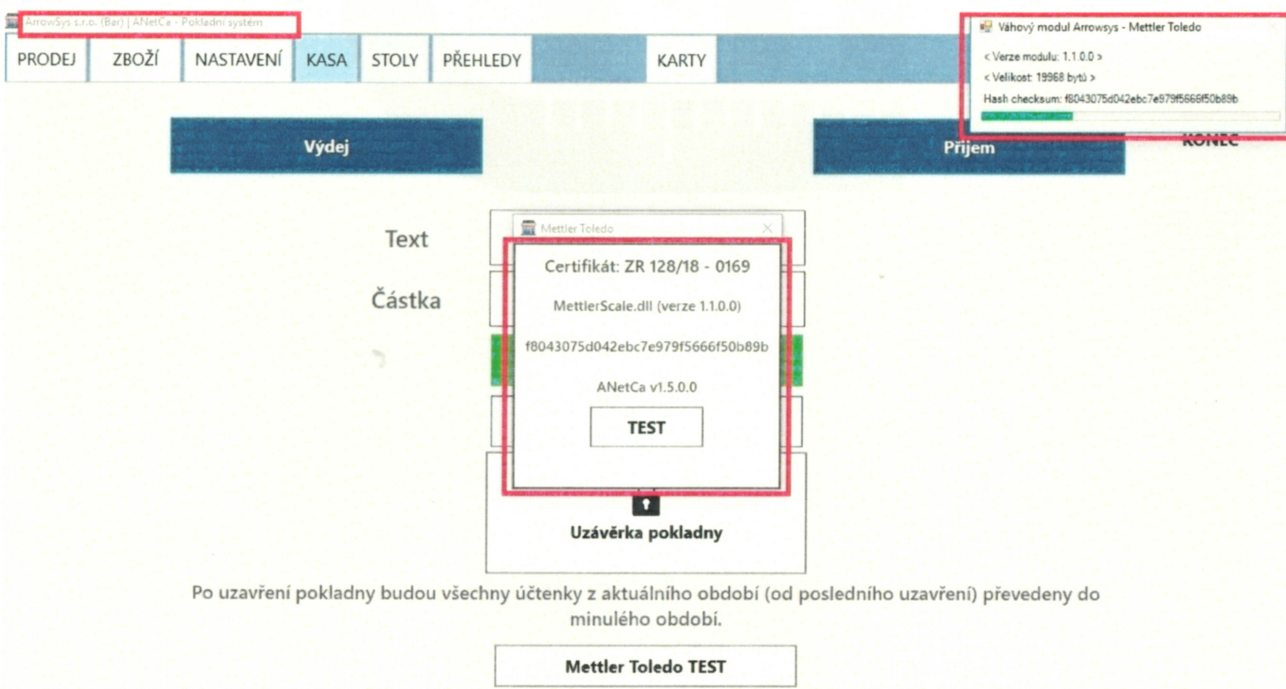 ArrowSys s.r.o. (Bar) | ANetCa - Pokladní systém
Váhový modul Arrowsys - Mettler Toledo
< Verze modulu: 1.1.0.0 >
< Velikost: 19968 bytů >
Hash checksum: f8043075d042ebc7e979f5666f50b89b
PRODEJ ZBOŽÍ NASTAVENÍ KASA STOLY PŘEHLEDY KARTY
KONEC
Výdej
Příjem
Text
Částka
Mettler Toledo
Certifikát: ZR 128/18 - 0169
MettlerScale.dll (verze 1.1.0.0)
f8043075d042ebc7e979f5666f50b89b
ANetCa v1.5.0.0
TEST
Uzávěrka pokladny
Po uzavření pokladny budou všechny účtenky z aktuálního období (od posledního uzavření) převedeny do
minulého období.
Mettler Toledo TEST